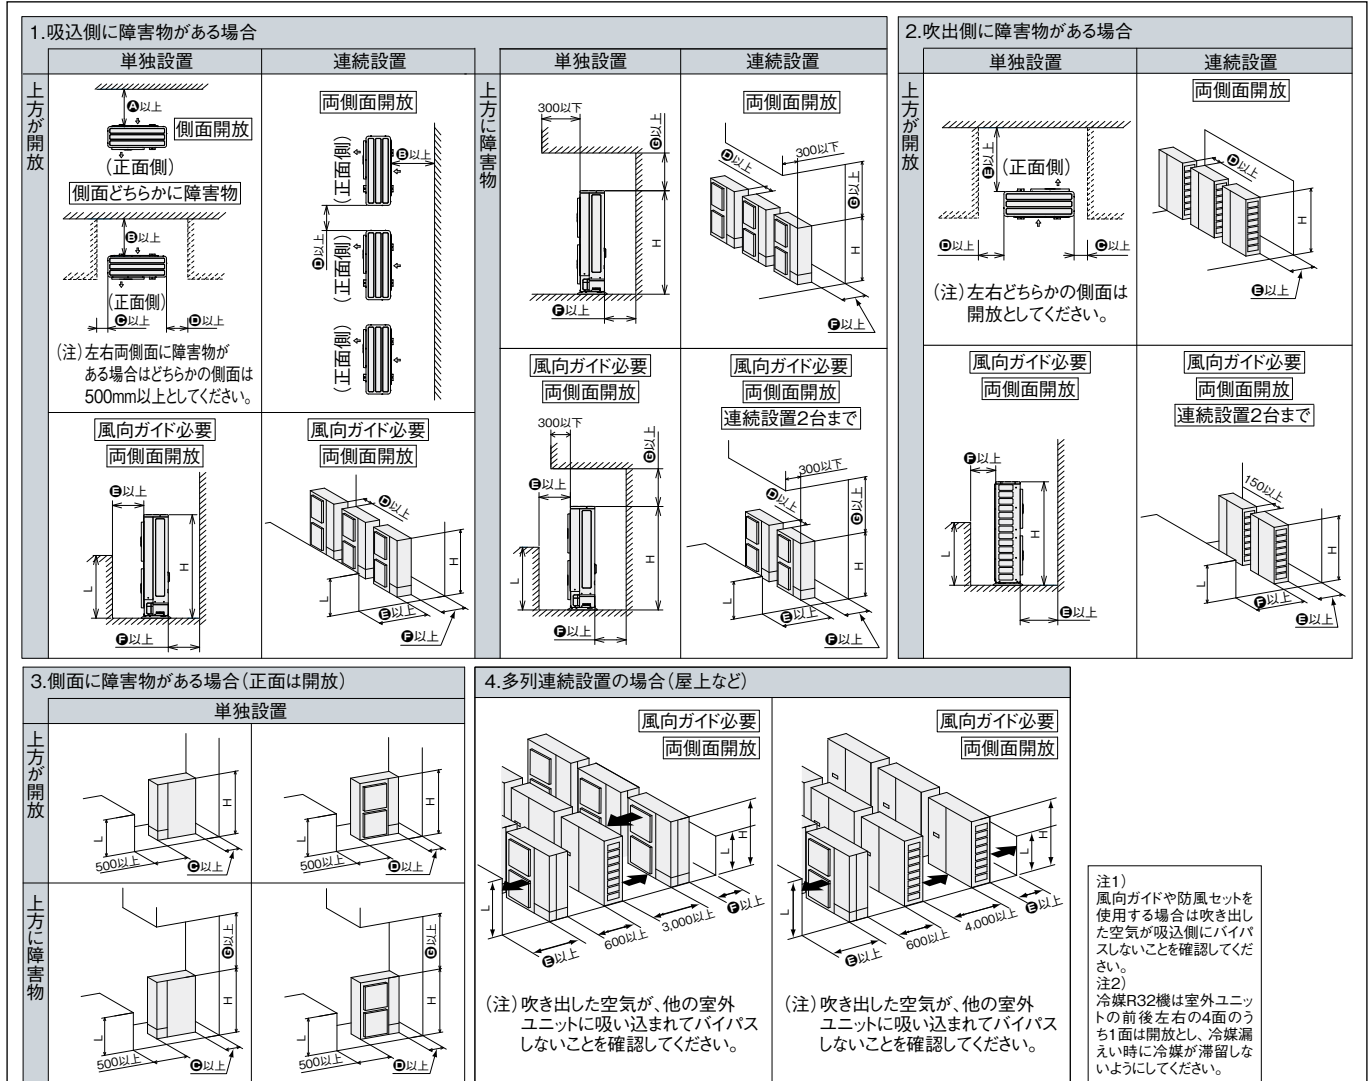 1.吸込側に障害物がある場合
単独設置
連続設置
上方が開放
Ⓐ以上
側面開放
(正面側)
側面どちらかに障害物
Ⓑ以上
(正面側)
Ⓒ以上
Ⓓ以上
(注)左右両側面に障害物が
ある場合はどちらかの側面は
500mm以上としてください。
両側面開放
(正面側)
Ⓑ以上
Ⓓ以上
(正面側)
(正面側)
風向ガイド必要
両側面開放
Ⓔ以上
L
H
Ⓕ以上
風向ガイド必要
両側面開放
Ⓓ以上
H
L
Ⓔ以上
Ⓕ以上
単独設置
連続設置
上方に障害物
300以下
Ⓖ以上
H
Ⓕ以上
両側面開放
Ⓓ以上
300以下
Ⓖ以上
H
Ⓕ以上
風向ガイド必要
両側面開放
300以下
Ⓖ以上
Ⓔ以上
L
H
Ⓕ以上
風向ガイド必要
両側面開放
連続設置2台まで
300以下
Ⓓ以上
Ⓖ以上
H
L
Ⓔ以上
Ⓕ以上
2.吹出側に障害物がある場合
単独設置
連続設置
上方が開放
Ⓔ以上
(正面側)
Ⓓ以上
Ⓒ以上
(注)左右どちらかの側面は
開放としてください。
両側面開放
Ⓓ以上
H
Ⓔ以上
風向ガイド必要
両側面開放
Ⓕ以上
L
H
Ⓔ以上
風向ガイド必要
両側面開放
連続設置2台まで
150以上
H
L
Ⓕ以上
Ⓔ以上
3.側面に障害物がある場合(正面は開放)
単独設置
上方が開放
L
H
500以上
Ⓒ以上
L
H
500以上
Ⓓ以上
上方に障害物
Ⓖ以上
L
H
500以上
Ⓒ以上
Ⓖ以上
L
H
500以上
Ⓓ以上
4.多列連続設置の場合(屋上など)
風向ガイド必要
両側面開放
H
L
L
Ⓕ以上
3,000以上
600以上
Ⓔ以上
(注)吹き出した空気が、他の室外
ユニットに吸い込まれてバイパス
しないことを確認してください。
風向ガイド必要
両側面開放
H
L
L
Ⓔ以上
4,000以上
600以上
Ⓔ以上
(注)吹き出した空気が、他の室外
ユニットに吸い込まれてバイパス
しないことを確認してください。
注1)
風向ガイドや防風セットを
使用する場合は吹き出し
た空気が吸込側にバイパ
スしないことを確認してくだ
さい。
注2)
冷媒R32機は室外ユニッ
トの前後左右の4面のう
ち1面は開放とし、冷媒漏
えい時に冷媒が滞留しな
いようにしてください。